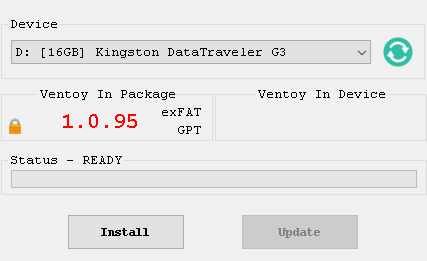 Device
D: [16GB] Kingston DataTraveler G3
Ventoy In Package
Ventoy In Device
1.0.95
exFAT
GPT
Status - READY
Install
Update